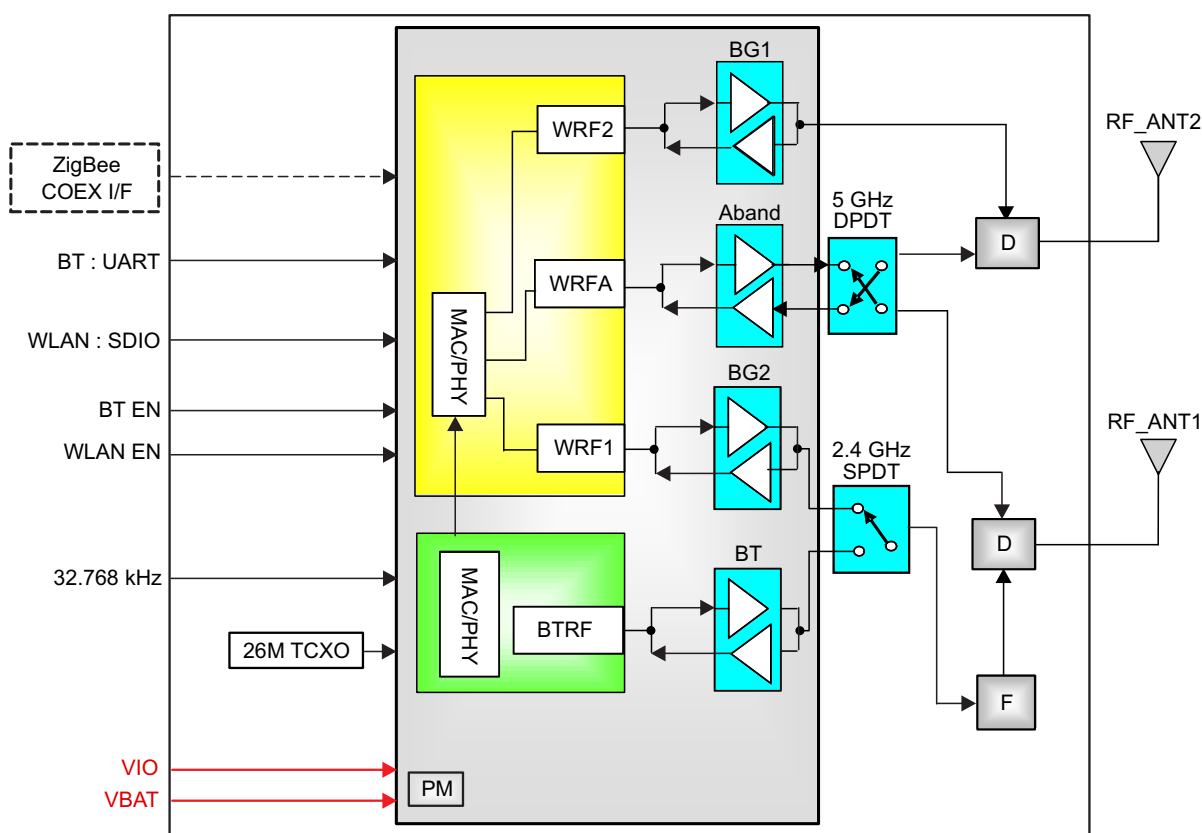 BG1
WRF2
RF_ANT2
ZigBee
COEX I/F
Aband
5 GHz
DPDT
D
BT : UART
WRFA
MAC/PHY
WLAN : SDIO
BG2
BT EN
RF_ANT1
WLAN EN
WRF1
2.4 GHz
SPDT
D
BT
32.768 kHz
MAC/PHY
BTRF
26M TCXO
F
VIO
VBAT
PM